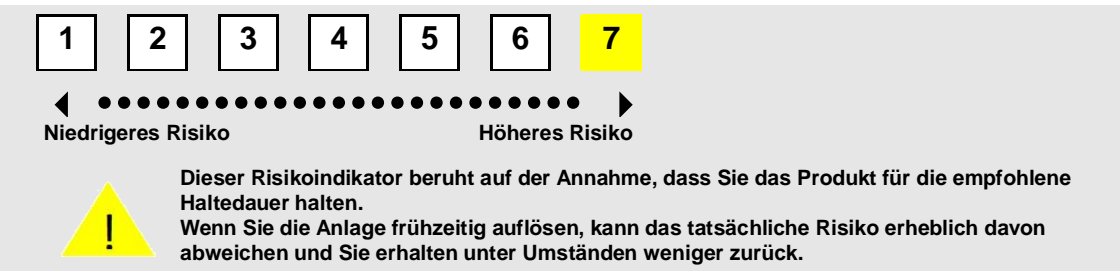 1 2 3 4 5 6 7
Niedrigeres Risiko Höheres Risiko
Dieser Risikoindikator beruht auf der Annahme, dass Sie das Produkt für die empfohlene
Haltedauer halten.
Wenn Sie die Anlage frühzeitig auflösen, kann das tatsächliche Risiko erheblich davon
abweichen und Sie erhalten unter Umständen weniger zurück.
!